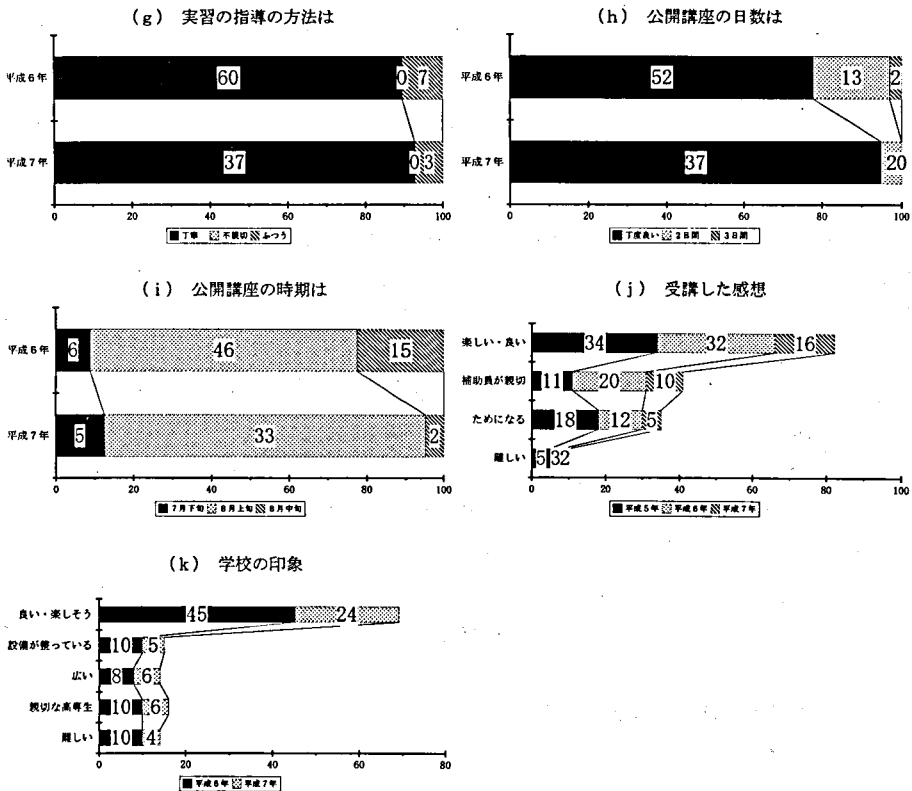 (g) 実習の指導の方法は
平成6年
60 0 7
平成7年
37 0 3
0 20 40 60 80 100
丁寧 不親切 ふつう
(h) 公開講座の日数は
平成6年
52 13 2
平成7年
37 20
0 20 40 60 80 100
丁度良い 2日間 3日間
(i) 公開講座の時期は
平成6年
6 46 15
平成7年
5 33 2
0 20 40 60 80 100
7月下旬 8月上旬 8月中旬
(j) 受講した感想
楽しい・良い 34 32 16
補助員が親切 11 20 10
ためになる 18 12 5
難しい 5 32
0 20 40 60 80 100
平成5年 平成6年 平成7年
(k) 学校の印象
良い・楽しそう 45 24
設備が整っている 10 5
広い 8 6
親切な高専生 10 6
難しい 10 4
0 20 40 60 80
平成6年 平成7年